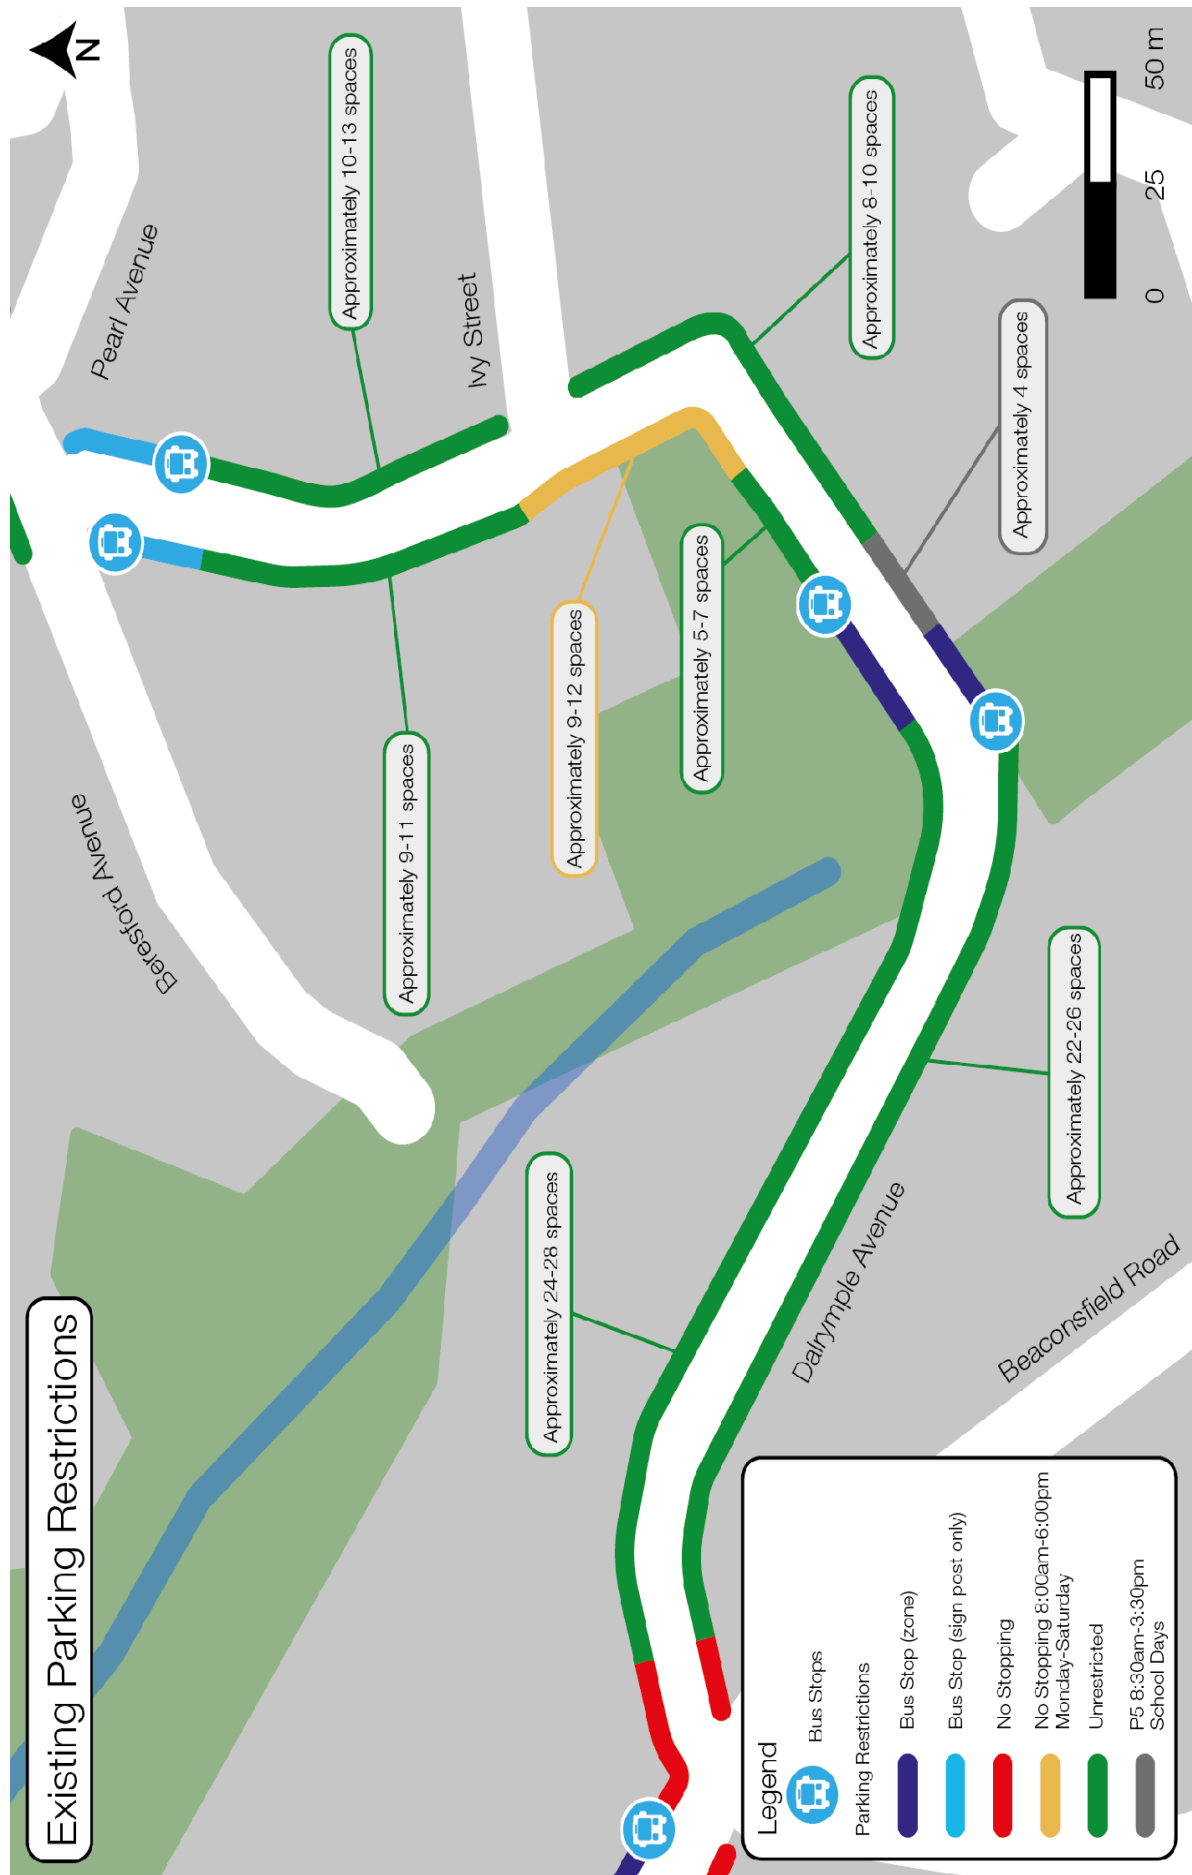 Existing Parking Restrictions
N
Pearl Avenue
Beresford Avenue
Ivy Street
Approximately 10-13 spaces
Approximately 9-11 spaces
Approximately 9-12 spaces
Approximately 5-7 spaces
Approximately 8-10 spaces
Approximately 4 spaces
Approximately 24-28 spaces
Approximately 22-26 spaces
Dalrymple Avenue
Beaconsfield Road
Legend
Bus Stops
Parking Restrictions
Bus Stop (zone)
Bus Stop (sign post only)
No Stopping
No Stopping 8:00am-6:00pm
Monday-Saturday
Unrestricted
P5 8:30am-3:30pm
School Days
0 25 50 m